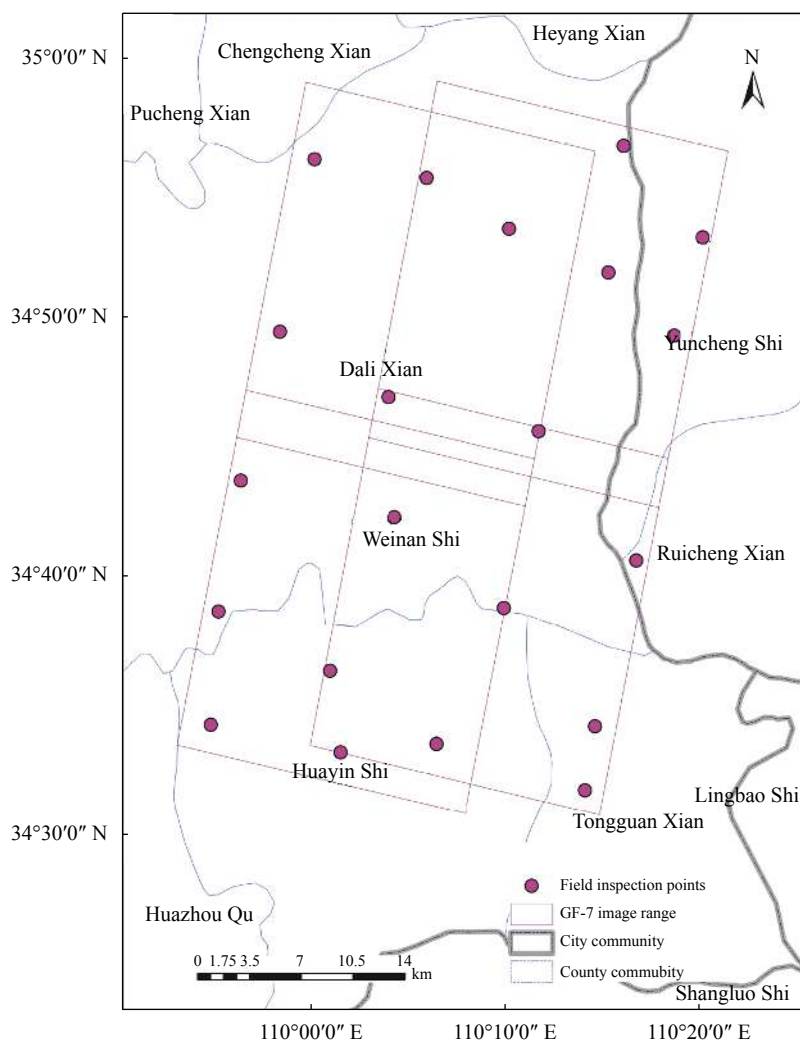 Heyang Xian
Chengcheng Xian
35°0′0″ N
N
Pucheng Xian
34°50′0″ N
Yuncheng Shi
Dali Xian
Weinan Shi
Ruicheng Xian
34°40′0″ N
Huayin Shi
Lingbao Shi
Tongguan Xian
34°30′0″ N
Field inspection points
Huazhou Qu
GF-7 image range
City community
0 1.75 3.5 7 10.5 14
km
County commubity
Shangluo Shi
110°00′0″ E 110°10′0″ E 110°20′0″ E